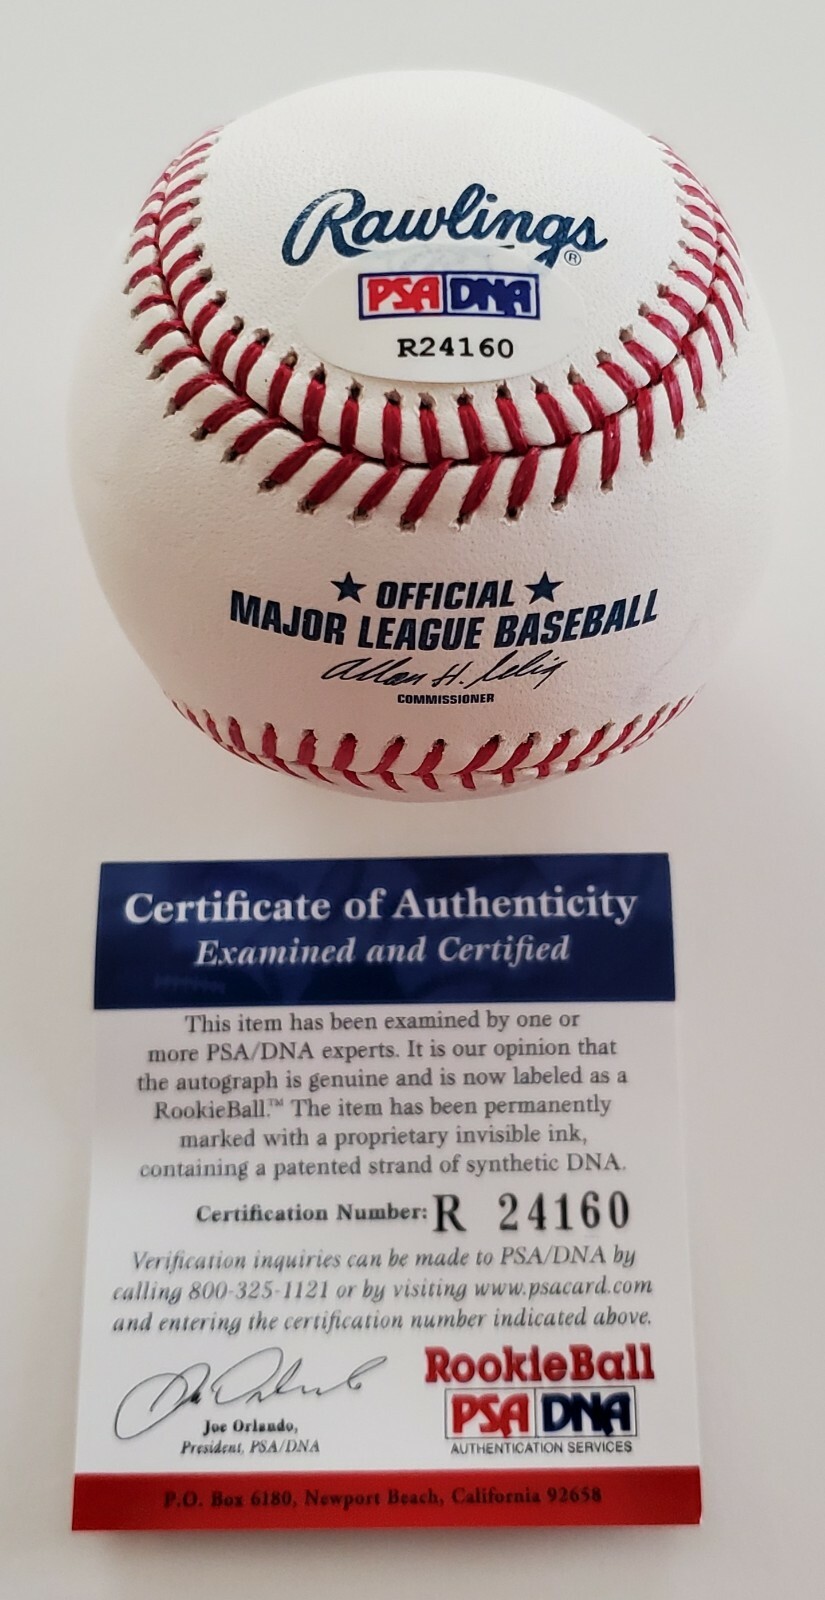 Rawlings®
PSA DNA
R24160
★ OFFICIAL ★
MAJOR LEAGUE BASEBALL
Allan H. Selig
COMMISSIONER
Certificate of Authenticity
Examined and Certified
This item has been examined by one or
more PSA/DNA experts. It is our opinion that
the autograph is genuine and is now labeled as a
RookieBall.™ The item has been permanently
marked with a proprietary invisible ink,
containing a patented strand of synthetic DNA.
Certification Number: R 24160
Verification inquiries can be made to PSA/DNA by
calling 800-325-1121 or by visiting www.psacard.com
and entering the certification number indicated above.
Joe Orlando,
President, PSA/DNA
RookieBall
PSA DNA
AUTHENTICATION SERVICES
P.O. Box 6180, Newport Beach, California 92658